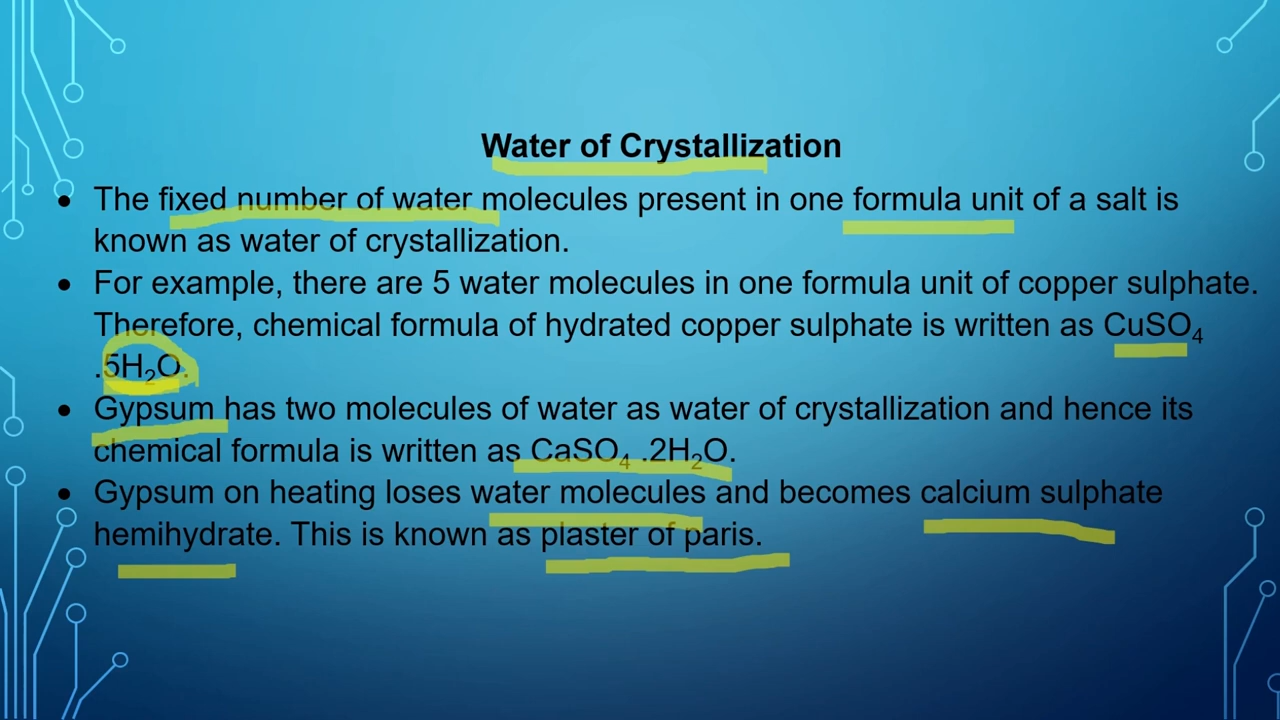 Water of Crystallization
• The fixed number of water molecules present in one formula unit of a salt is
known as water of crystallization.
• For example, there are 5 water molecules in one formula unit of copper sulphate.
Therefore, chemical formula of hydrated copper sulphate is written as CuSO₄
.5H₂O.
• Gypsum has two molecules of water as water of crystallization and hence its
chemical formula is written as CaSO₄ .2H₂O.
• Gypsum on heating loses water molecules and becomes calcium sulphate
hemihydrate. This is known as plaster of paris.